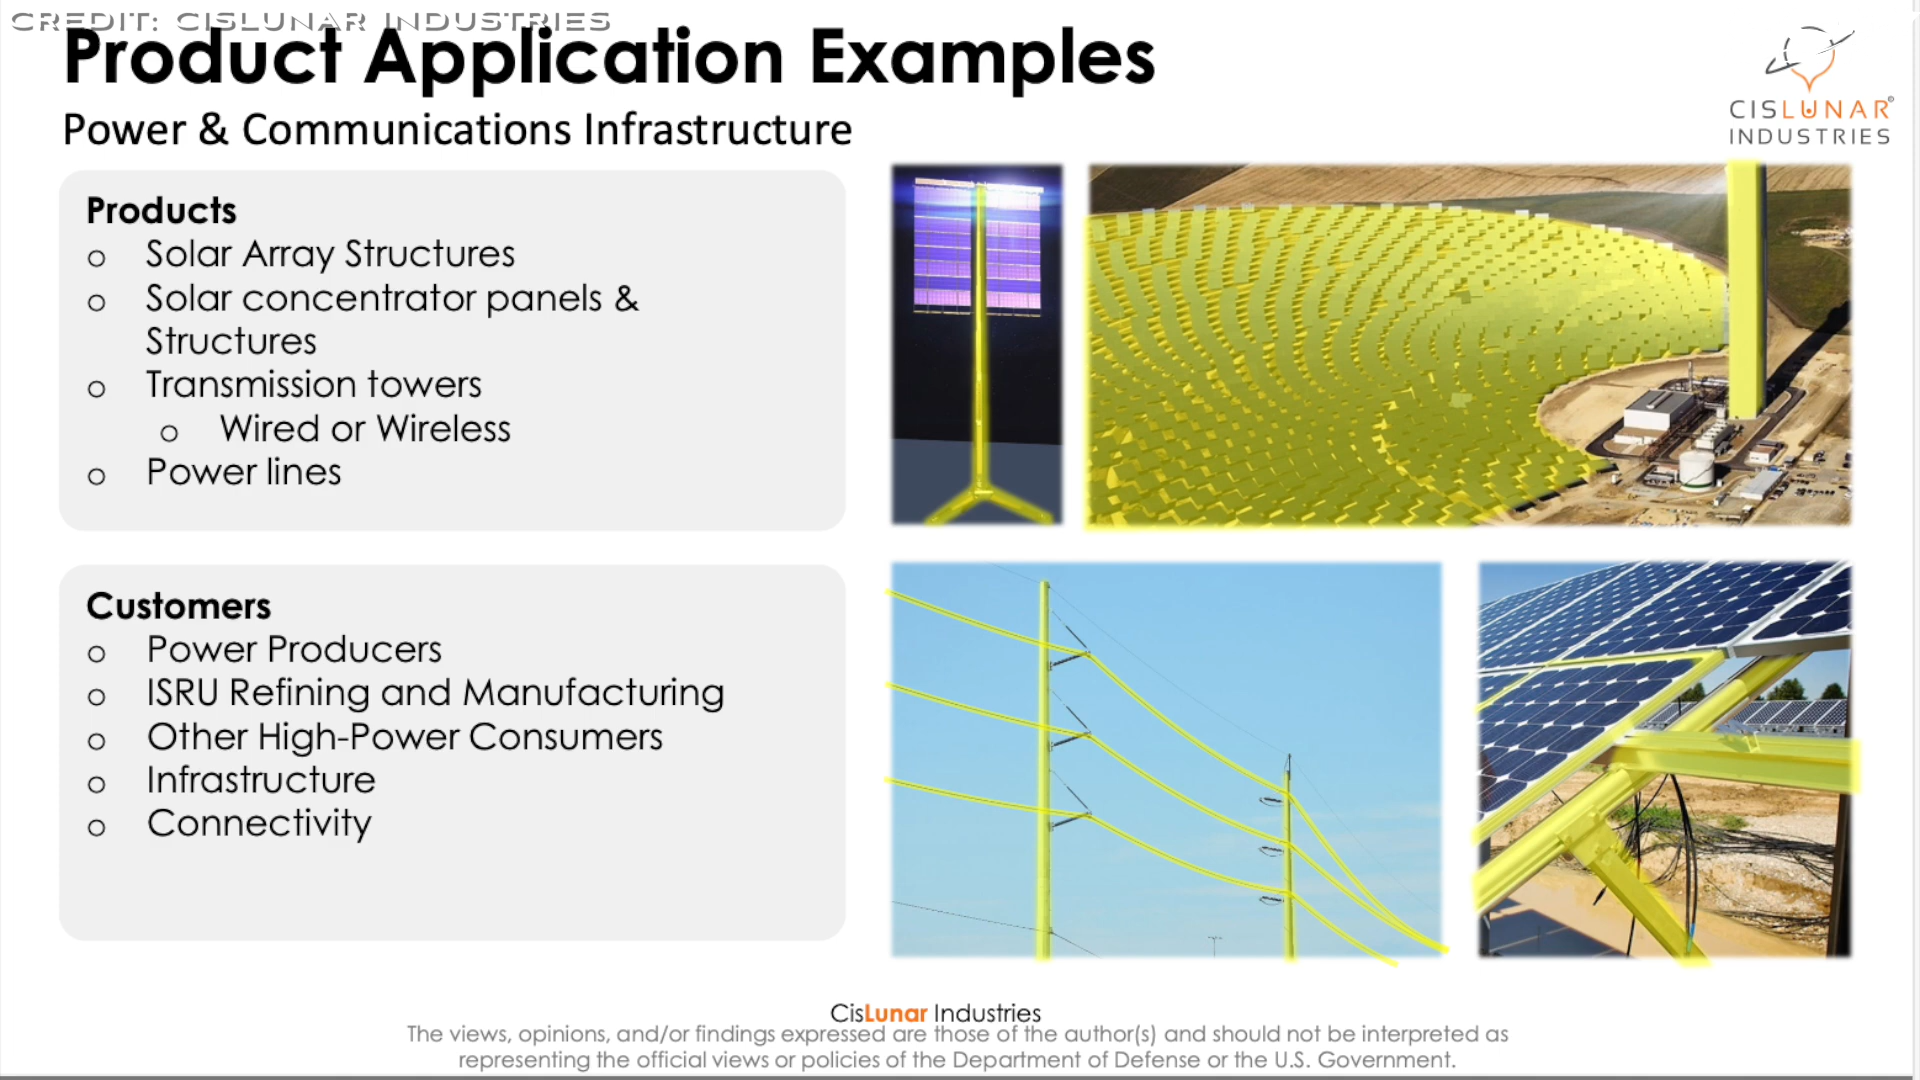 CREDIT: CISLUNAR INDUSTRIES
Product Application Examples
Power & Communications Infrastructure
CISLUNAR®
INDUSTRIES
Products
o Solar Array Structures
o Solar concentrator panels &
Structures
o Transmission towers
o Wired or Wireless
o Power lines
Customers
o Power Producers
o ISRU Refining and Manufacturing
o Other High-Power Consumers
o Infrastructure
o Connectivity
CisLunar Industries
The views, opinions, and/or findings expressed are those of the author(s) and should not be interpreted as
representing the official views or policies of the Department of Defense or the U.S. Government.